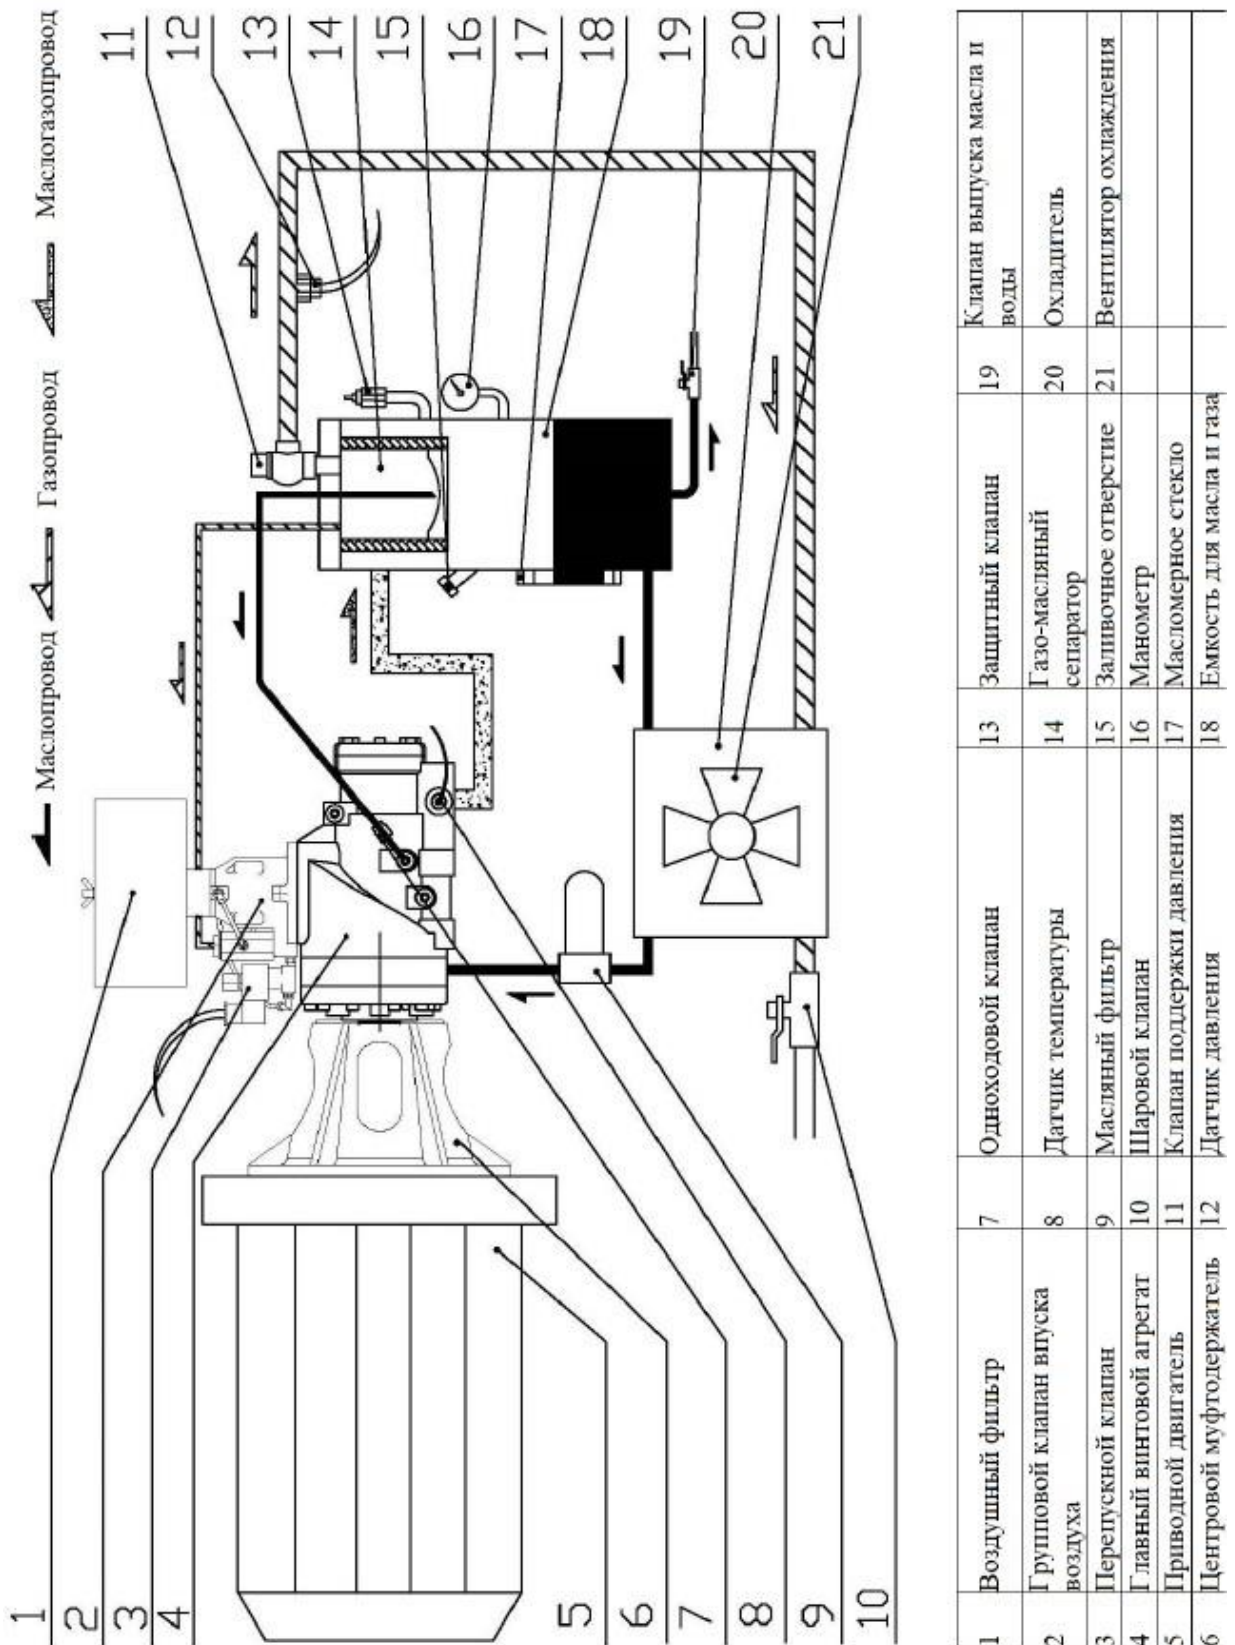 Маслопровод Газопровод Маслогазопровод
1
2
3
4
5
6
7
8
9
10
11
12
13
14
15
16
17
18
19
20
21
1 Воздушный фильтр 7 Одноходовой клапан 13 Защитный клапан 19 Клапан выпуска масла и
воды
2 Групповой клапан впуска 8 Датчик температуры 14 Газо-масляный 20 Охладитель
воздуха сепаратор
3 Перепускной клапан 9 Масляный фильтр 15 Заливочное отверстие 21 Вентилятор охлаждения
4 Главный винтовой агрегат 10 Шаровой клапан 16 Манометр
5 Приводной двигатель 11 Клапан поддержки давления 17 Масломерное стекло
6 Центровой муфтодержатель 12 Датчик давления 18 Емкость для масла и газа